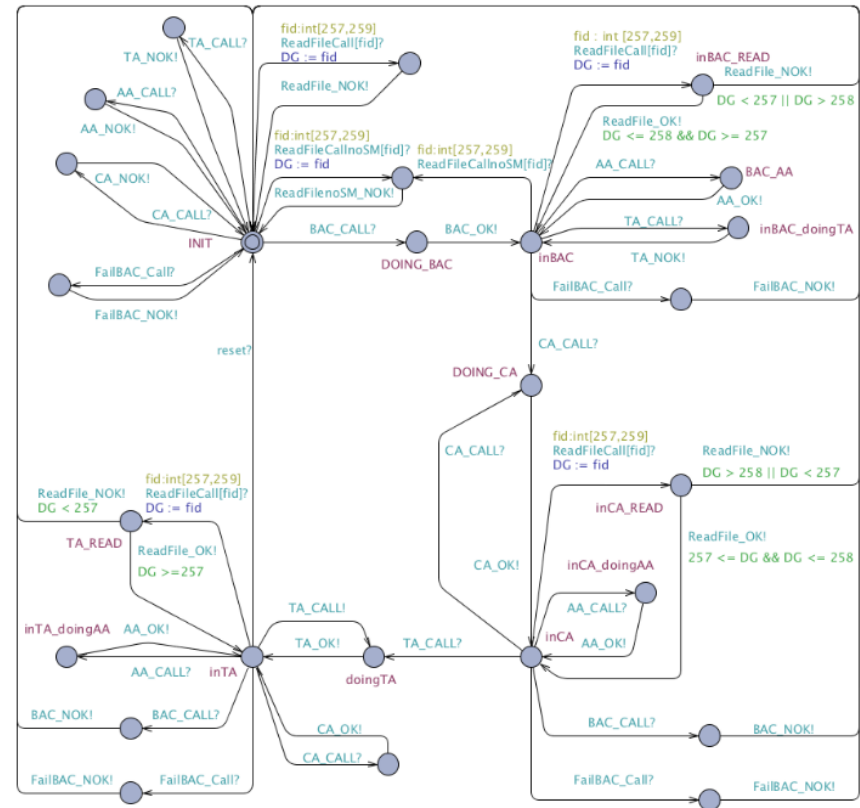 TA_CALL?
TA_NOK!
AA_CALL?
AA_NOK!
CA_NOK!
CA_CALL?
INIT
FailBAC_Call?
FailBAC_NOK!
fid:int[257,259]
ReadFileCall[fid]?
DG := fid
ReadFile_NOK!
fid:int[257,259]
ReadFileCallnoSM[fid]?
DG := fid
ReadFilenoSM_NOK!
fid:int[257,259]
ReadFileCallnoSM[fid]?
BAC_CALL?
DOING_BAC
BAC_OK!
inBAC
fid : int [257,259]
ReadFileCall[fid]?
DG := fid
inBAC_READ
ReadFile_NOK!
DG < 257 || DG > 258
ReadFile_OK!
DG <= 258 && DG >= 257
AA_CALL?
BAC_AA
AA_OK!
TA_CALL?
inBAC_doingTA
TA_NOK!
FailBAC_Call?
FailBAC_NOK!
reset?
CA_CALL?
DOING_CA
CA_CALL?
CA_OK!
fid:int[257,259]
ReadFileCall[fid]?
DG := fid
inCA_READ
ReadFile_NOK!
DG > 258 || DG < 257
ReadFile_OK!
257 <= DG && DG <= 258
inCA_doingAA
AA_CALL?
AA_OK!
inCA
ReadFile_NOK!
DG < 257
TA_READ
fid:int[257,259]
ReadFileCall[fid]?
DG := fid
ReadFile_OK!
DG >=257
inTA_doingAA
AA_OK!
AA_CALL?
inTA
TA_CALL!
TA_OK!
doingTA
TA_CALL?
BAC_NOK!
BAC_CALL?
CA_OK!
CA_CALL?
FailBAC_NOK!
FailBAC_Call?
BAC_CALL?
BAC_NOK!
FailBAC_Call?
FailBAC_NOK!